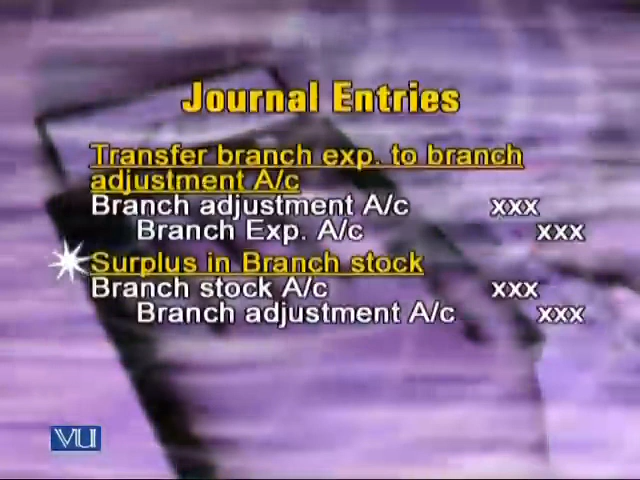 Journal Entries
Transfer branch exp. to branch
adjustment A/c
Branch adjustment A/c xxx
Branch Exp. A/c xxx
Surplus in Branch stock
Branch stock A/c xxx
Branch adjustment A/c xxx
VU